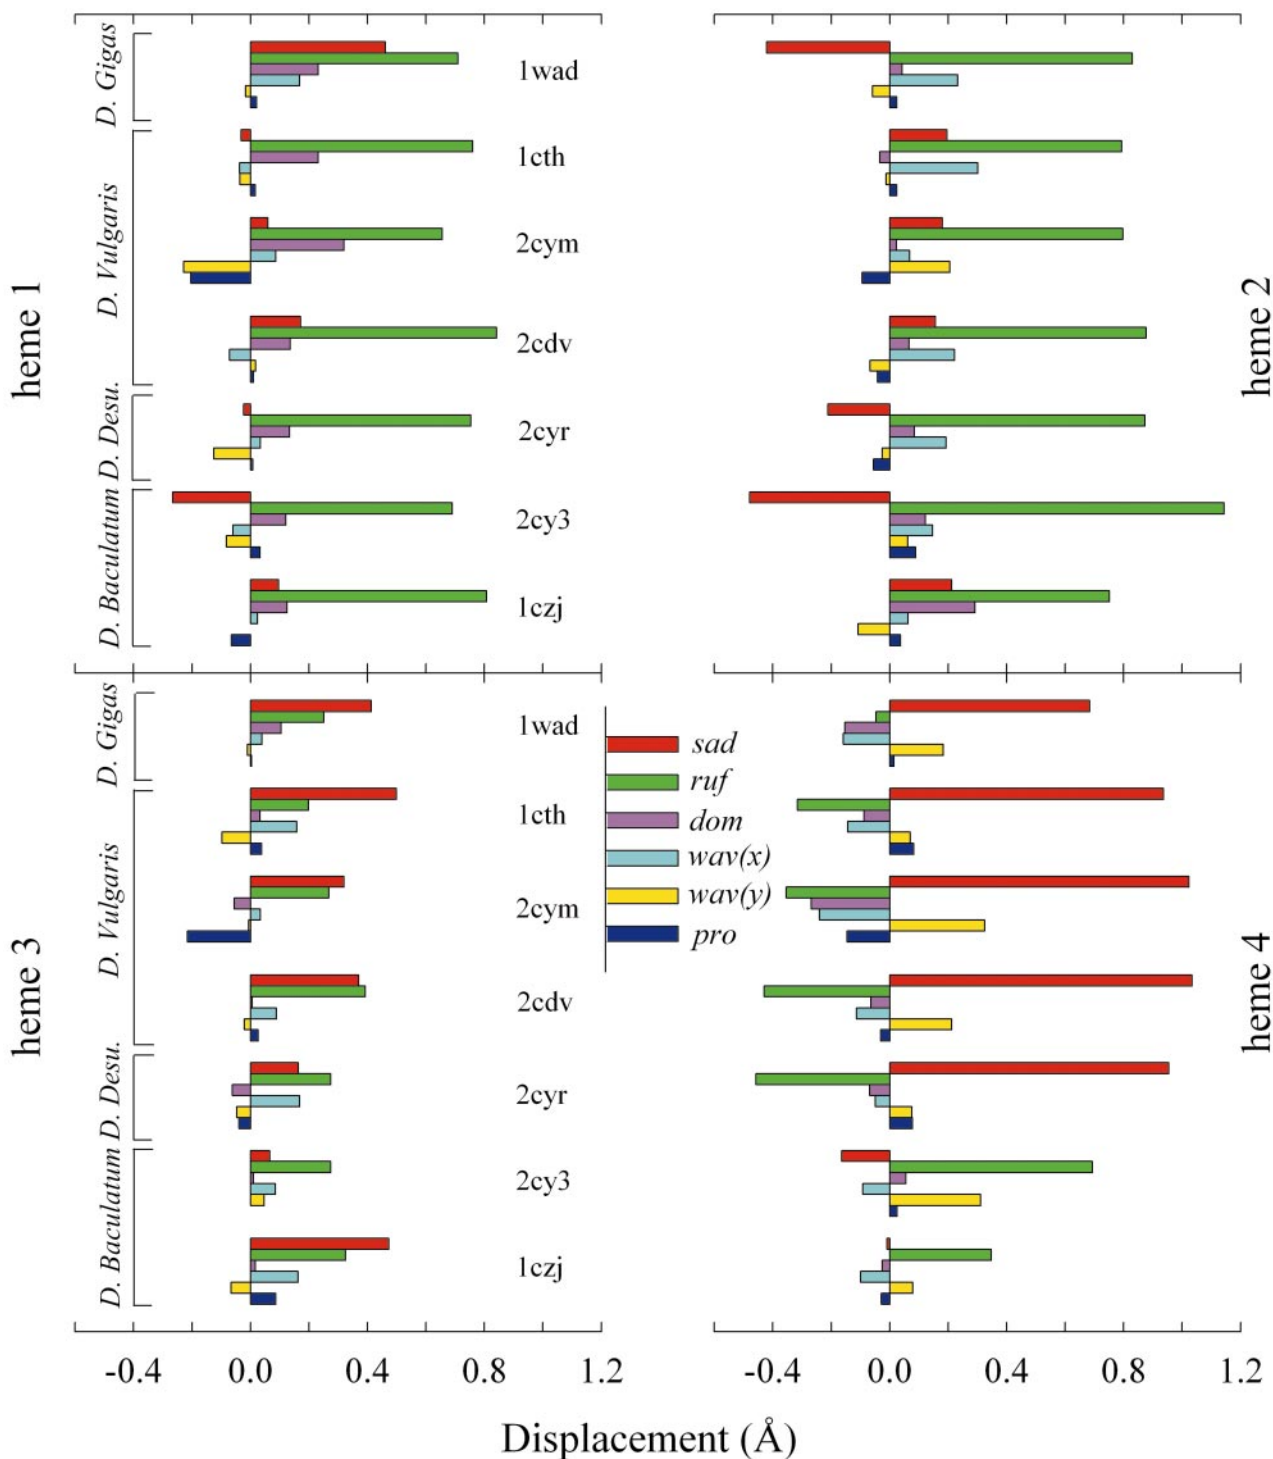 heme 1
D. Gigas
D. Vulgaris
D. Desu.
D. Baculatum
1wad
1cth
2cym
2cdv
2cyr
2cy3
1czj
heme 2
heme 3
D. Gigas
D. Vulgaris
D. Desu.
D. Baculatum
1wad
1cth
2cym
2cdv
2cyr
2cy3
1czj
sad
ruf
dom
wav(x)
wav(y)
pro
heme 4
-0.4 0.0 0.4 0.8 1.2
-0.4 0.0 0.4 0.8 1.2
Displacement (Å)